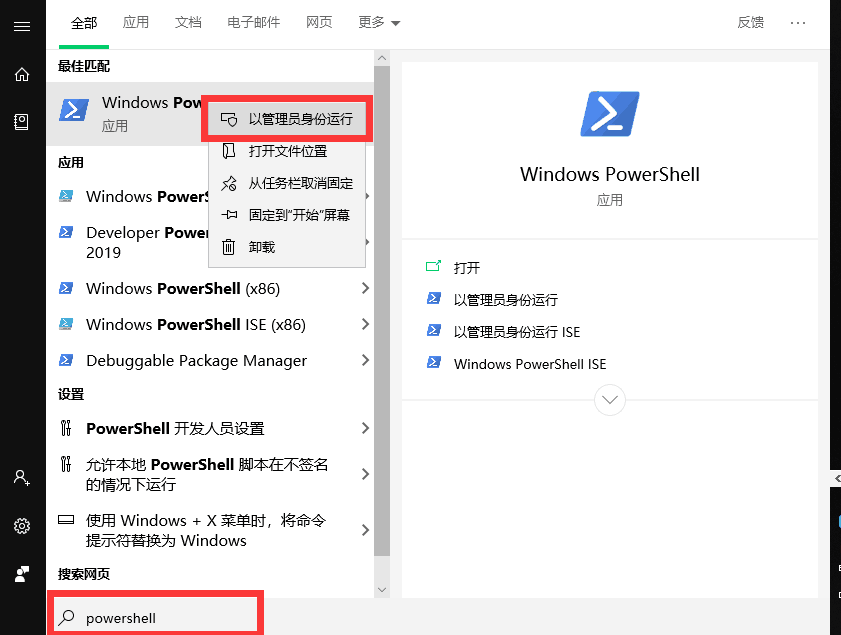 全部 应用 文档 电子邮件 网页 更多 反馈 ...
最佳匹配
Windows Pow
应用
以管理员身份运行
打开文件位置
从任务栏取消固定
固定到“开始”屏幕
卸载
应用
Windows PowerS
Developer Power
2019
Windows PowerShell (x86)
Windows PowerShell ISE (x86)
Debuggable Package Manager
设置
PowerShell 开发人员设置
允许本地 PowerShell 脚本在不签名
的情况下运行
使用 Windows + X 菜单时，将命令
提示符替换为 Windows
搜索网页
powershell
Windows PowerShell
应用
打开
以管理员身份运行
以管理员身份运行 ISE
Windows PowerShell ISE